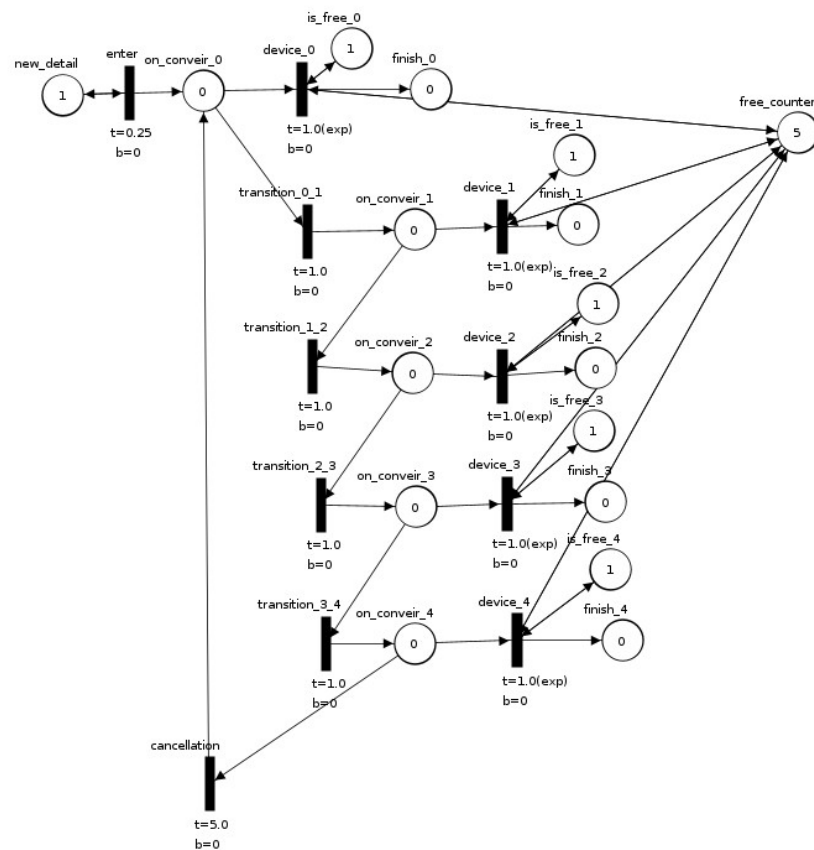 is_free_0
enter
device_0
new_detail
on_conveir_0
finish_0
1
1
0
0
free_counter
5
t=0.25
b=0
t=1.0(exp)
b=0
is_free_1
1
transition_0_1
on_conveir_1
device_1
finish_1
0
0
t=1.0
b=0
t=1.0(exp)
b=0
is_free_2
1
transition_1_2
on_conveir_2
device_2
finish_2
0
0
t=1.0
b=0
t=1.0(exp)
b=0
is_free_3
1
transition_2_3
on_conveir_3
device_3
finish_3
0
0
t=1.0
b=0
t=1.0(exp)
b=0
is_free_4
1
transition_3_4
on_conveir_4
device_4
finish_4
0
0
t=1.0
b=0
t=1.0(exp)
b=0
cancellation
t=5.0
b=0